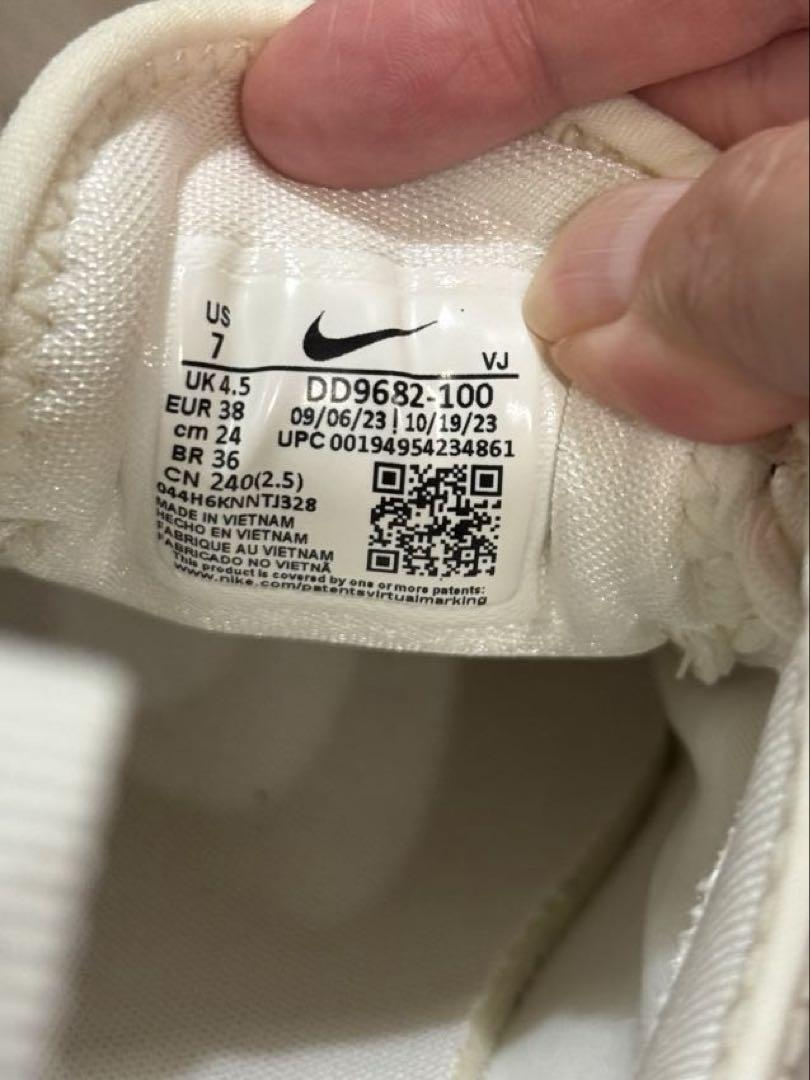 US
7
VJ
UK 4.5
EUR 38
cm 24
BR 36
CN 240(2.5)
DD9682-100
09/06/23 | 10/19/23
UPC 00194954234861
044H6KNNTJ328
MADE IN VIETNAM
HECHO EN VIETNAM
FABRIQUE AU VIETNAM
FABRICADO NO VIETNÃ
This product is covered by one or more patents:
www.nike.com/patentsvirtualmarking